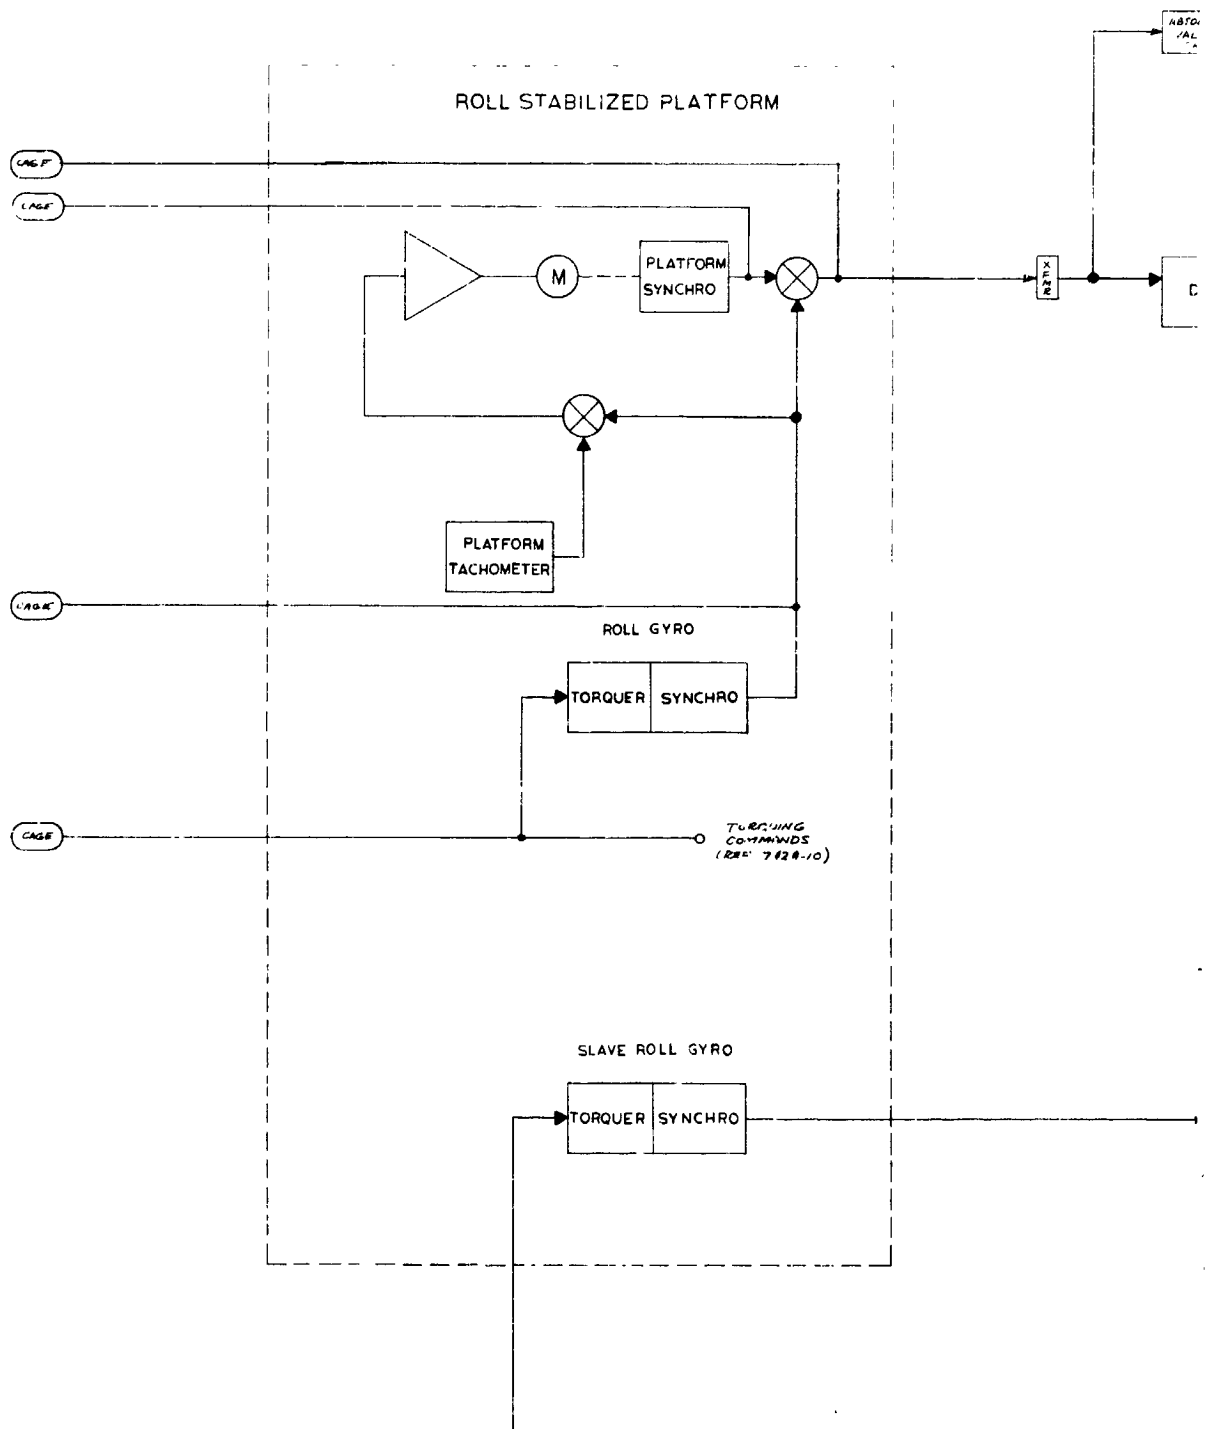 ROLL STABILIZED PLATFORM
CAGE
CAGE
PLATFORM
SYNCHRO
M
XFMR
D
PLATFORM
TACHOMETER
CAGE
ROLL GYRO
TORQUER SYNCHRO
CAGE
TORQUING
COMMANDS
(REF
SLAVE ROLL GYRO
TORQUER SYNCHRO